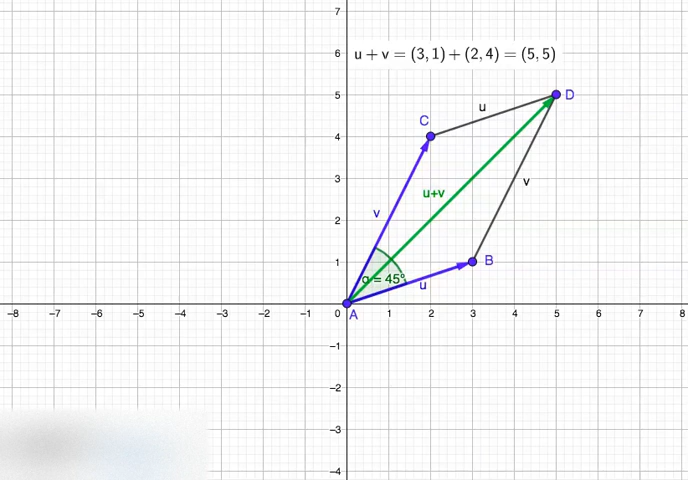 7
6
u + v = (3, 1) + (2, 4) = (5, 5)
5
D
u
C
4
3
v
u+v
v
2
1
B
α = 45°
u
−8 −7 −6 −5 −4 −3 −2 −1 0 1 2 3 4 5 6 7 8
A
−1
−2
−3
−4